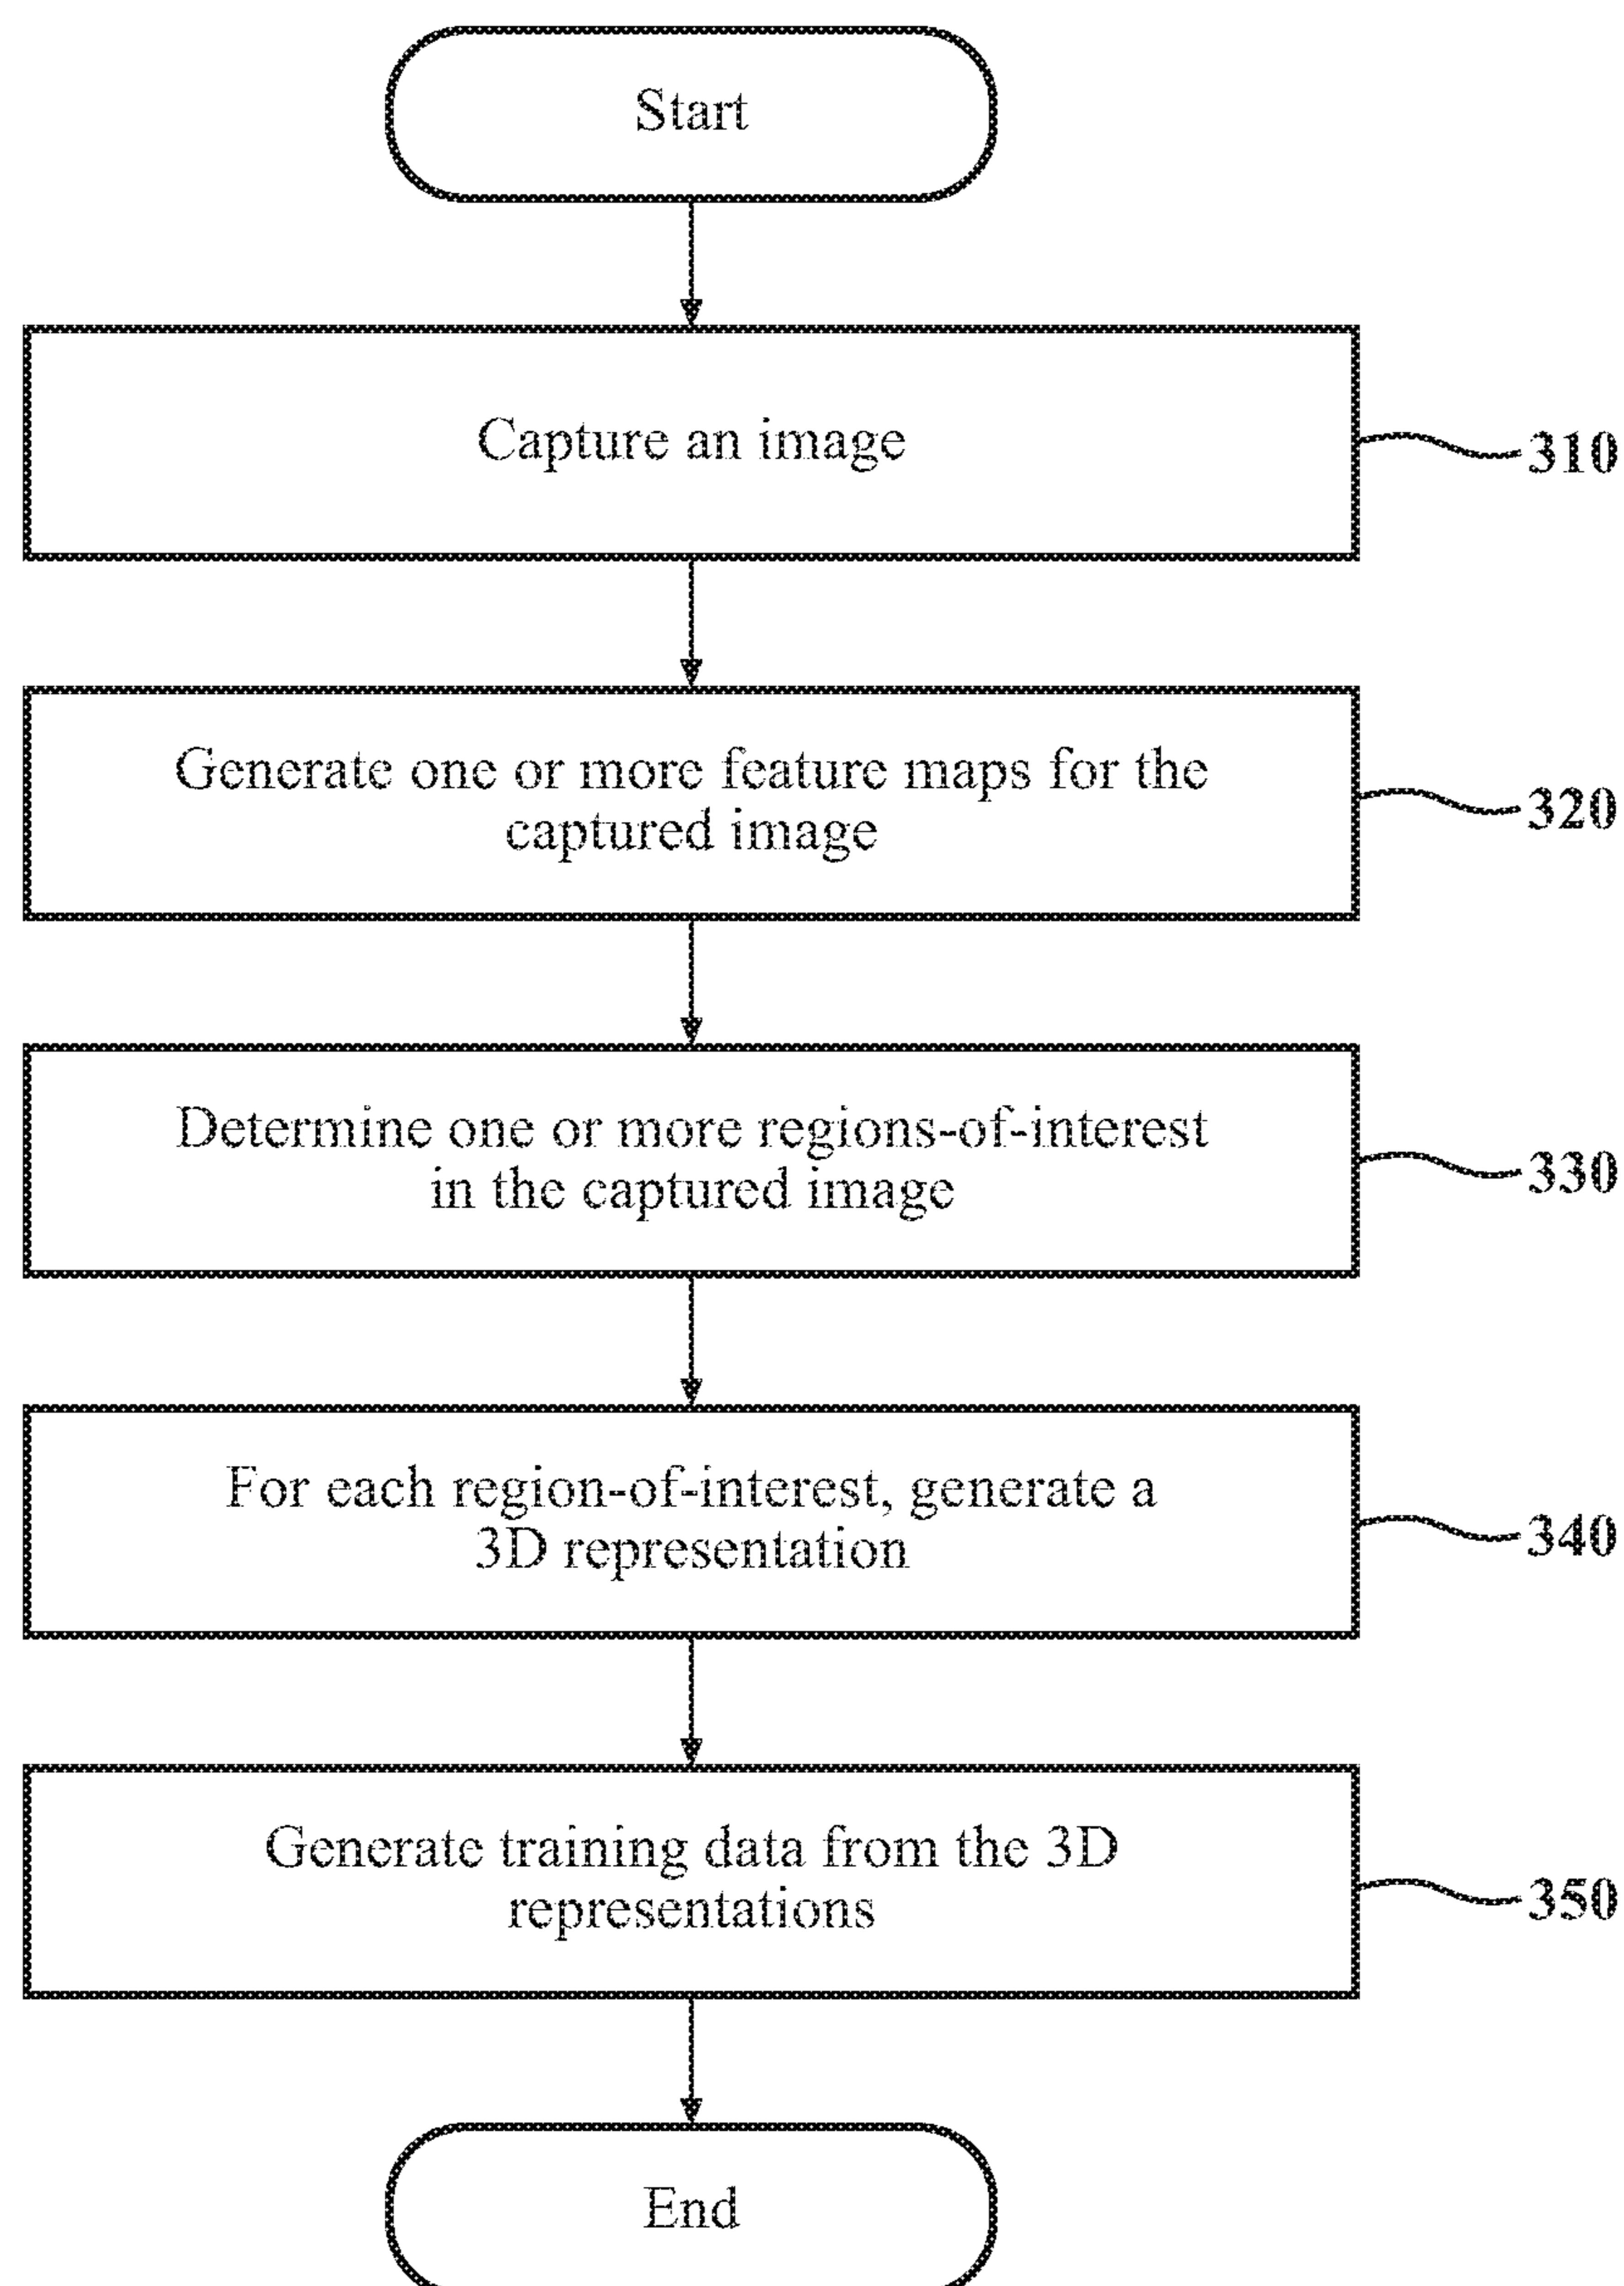 Start
Capture an image
310
Generate one or more feature maps for the
captured image
320
Determine one or more regions-of-interest
in the captured image
330
For each region-of-interest, generate a
3D representation
340
Generate training data from the 3D
representations
350
End